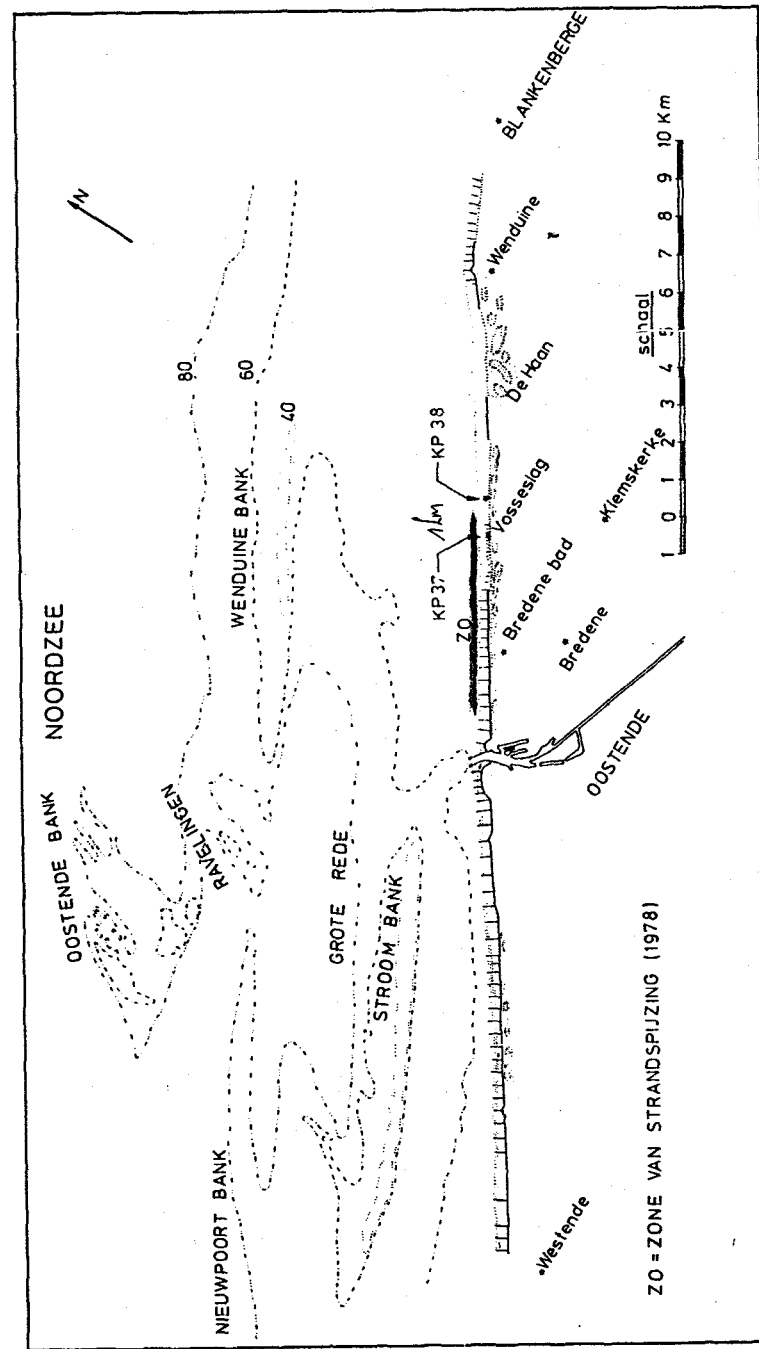 NOORDZEE
N
OOSTENDE BANK
RAVELINGEN
NIEUWPOORT BANK
WENDUINE BANK
80
60
40
GROTE REDE
STROOM BANK
KP37
1km
KP 38
ZO
BLANKENBERGE
Wenduine
De Haan
Vosseslag
Klemskerke
Bredene bad
Bredene
OOSTENDE
Westende
schaal
1 0 1 2 3 4 5 6 7 8 9 10 Km
ZO = ZONE VAN STRANDSPIJZING (1978)